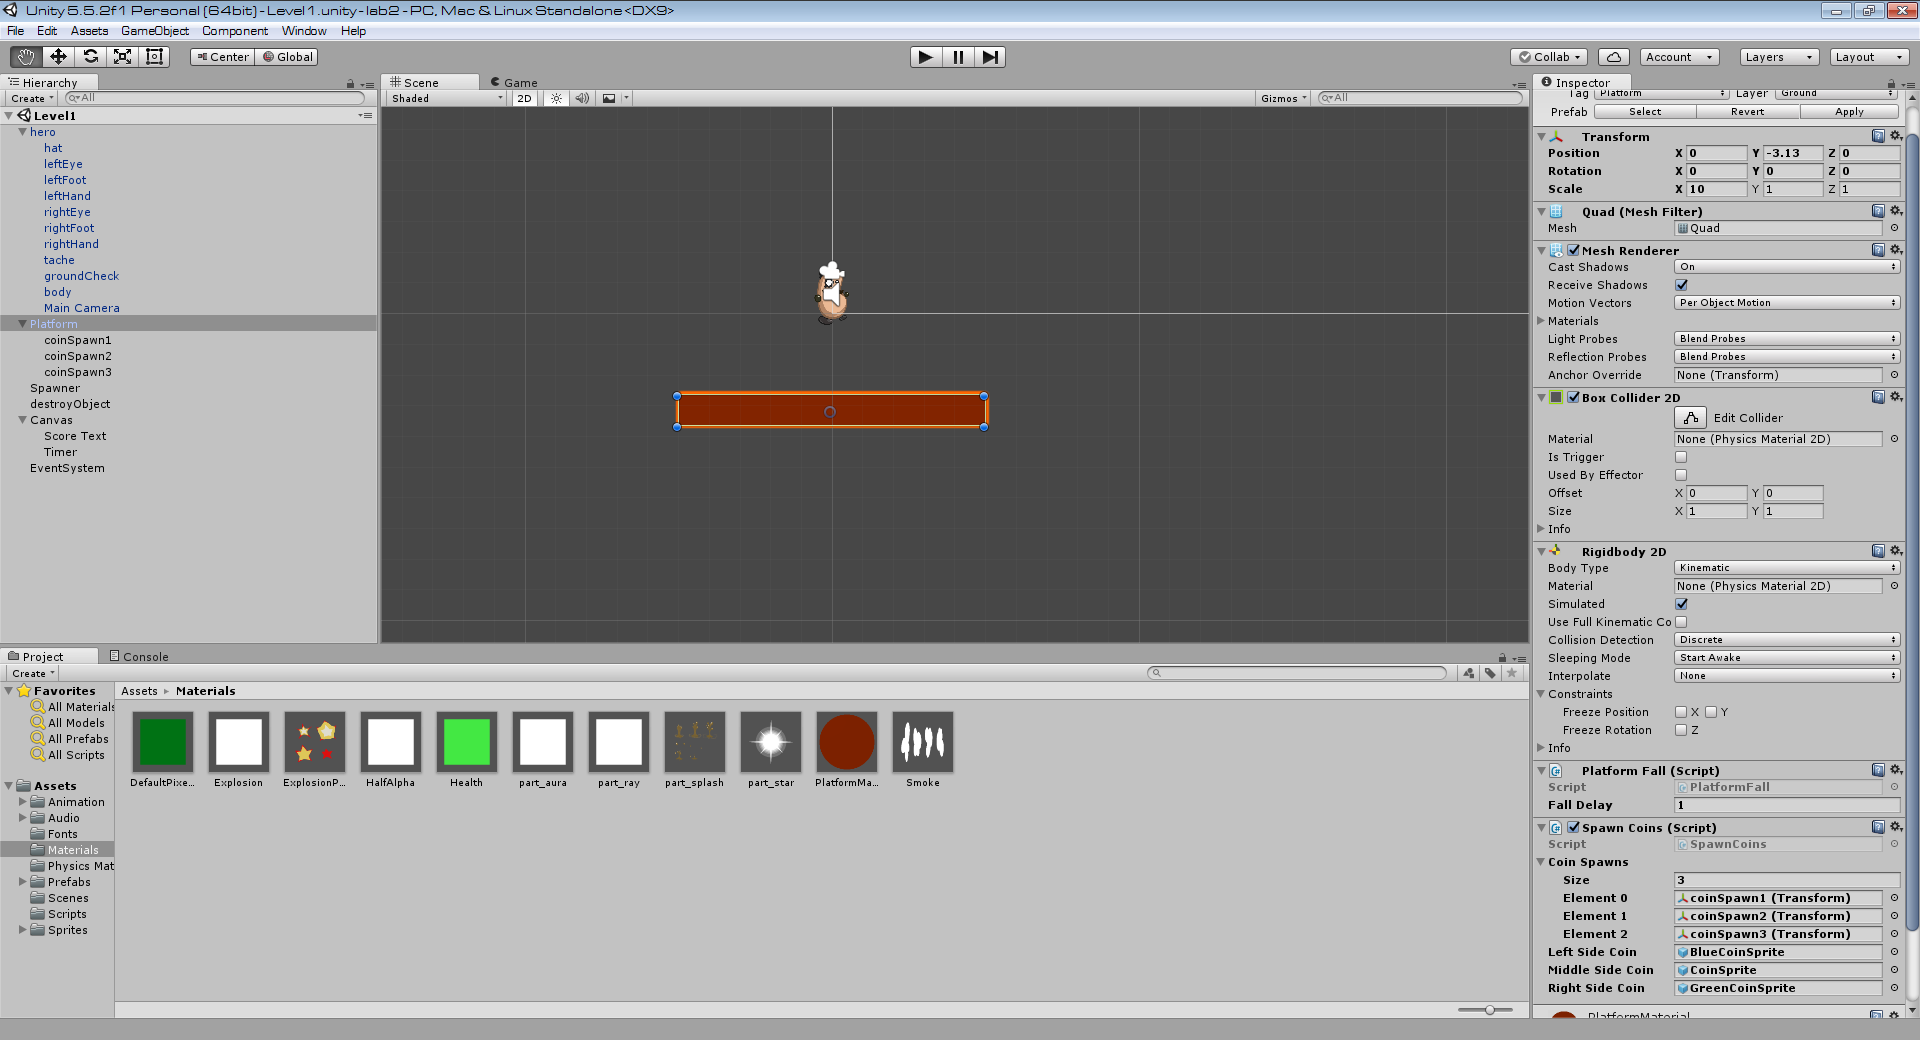 Unity 5.5.2f1 Personal (64bit) - Level1.unity - lab2 - PC, Mac & Linux Standalone <DX9>
File Edit Assets GameObject Component Window Help
Center Global Collab Account Layers Layout
Hierarchy
Create All
Level1
hero
hat
leftEye
leftFoot
leftHand
rightEye
rightFoot
rightHand
tache
groundCheck
body
Main Camera
Platform
coinSpawn1
coinSpawn2
coinSpawn3
Spawner
destroyObject
Canvas
Score Text
Timer
EventSystem
Scene Game
Shaded 2D Gizmos All
Inspector
Tag Platform Layer Ground
Prefab Select Revert Apply
Transform
Position X 0 Y -3.13 Z 0
Rotation X 0 Y 0 Z 0
Scale X 10 Y 1 Z 1
Quad (Mesh Filter)
Mesh Quad
Mesh Renderer
Cast Shadows On
Receive Shadows
Motion Vectors Per Object Motion
Materials
Light Probes Blend Probes
Reflection Probes Blend Probes
Anchor Override None (Transform)
Box Collider 2D
Edit Collider
Material None (Physics Material 2D)
Is Trigger
Used By Effector
Offset X 0 Y 0
Size X 1 Y 1
Info
Rigidbody 2D
Body Type Kinematic
Material None (Physics Material 2D)
Simulated
Use Full Kinematic Co
Collision Detection Discrete
Sleeping Mode Start Awake
Interpolate None
Constraints
Freeze Position X Y
Freeze Rotation Z
Info
Platform Fall (Script)
Script PlatformFall
Fall Delay 1
Spawn Coins (Script)
Script SpawnCoins
Coin Spawns
Size 3
Element 0 coinSpawn1 (Transform)
Element 1 coinSpawn2 (Transform)
Element 2 coinSpawn3 (Transform)
Left Side Coin BlueCoinSprite
Middle Side Coin CoinSprite
Right Side Coin GreenCoinSprite
PlatformMaterial
Project Console
Create
Favorites
All Materials
All Models
All Prefabs
All Scripts
Assets
Animation
Audio
Fonts
Materials
Physics Mat
Prefabs
Scenes
Scripts
Sprites
Assets Materials
DefaultPixe... Explosion ExplosionP... HalfAlpha Health part_aura part_ray part_splash part_star PlatformMa... Smoke